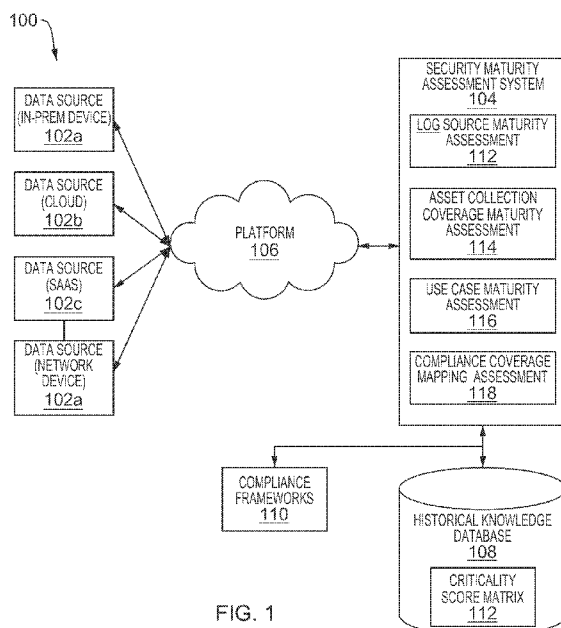 100
DATA SOURCE
(IN-PREM DEVICE)
102a
DATA SOURCE
(CLOUD)
102b
DATA SOURCE
(SAAS)
102c
DATA SOURCE
(NETWORK
DEVICE)
102a
PLATFORM
106
SECURITY MATURITY
ASSESSMENT SYSTEM
104
LOG SOURCE MATURITY
ASSESSMENT
112
ASSET COLLECTION
COVERAGE MATURITY
ASSESSMENT
114
USE CASE MATURITY
ASSESSMENT
116
COMPLIANCE COVERAGE
MAPPING ASSESSMENT
118
COMPLIANCE
FRAMEWORKS
110
HISTORICAL KNOWLEDGE
DATABASE
108
CRITICALITY
SCORE MATRIX
112
FIG. 1